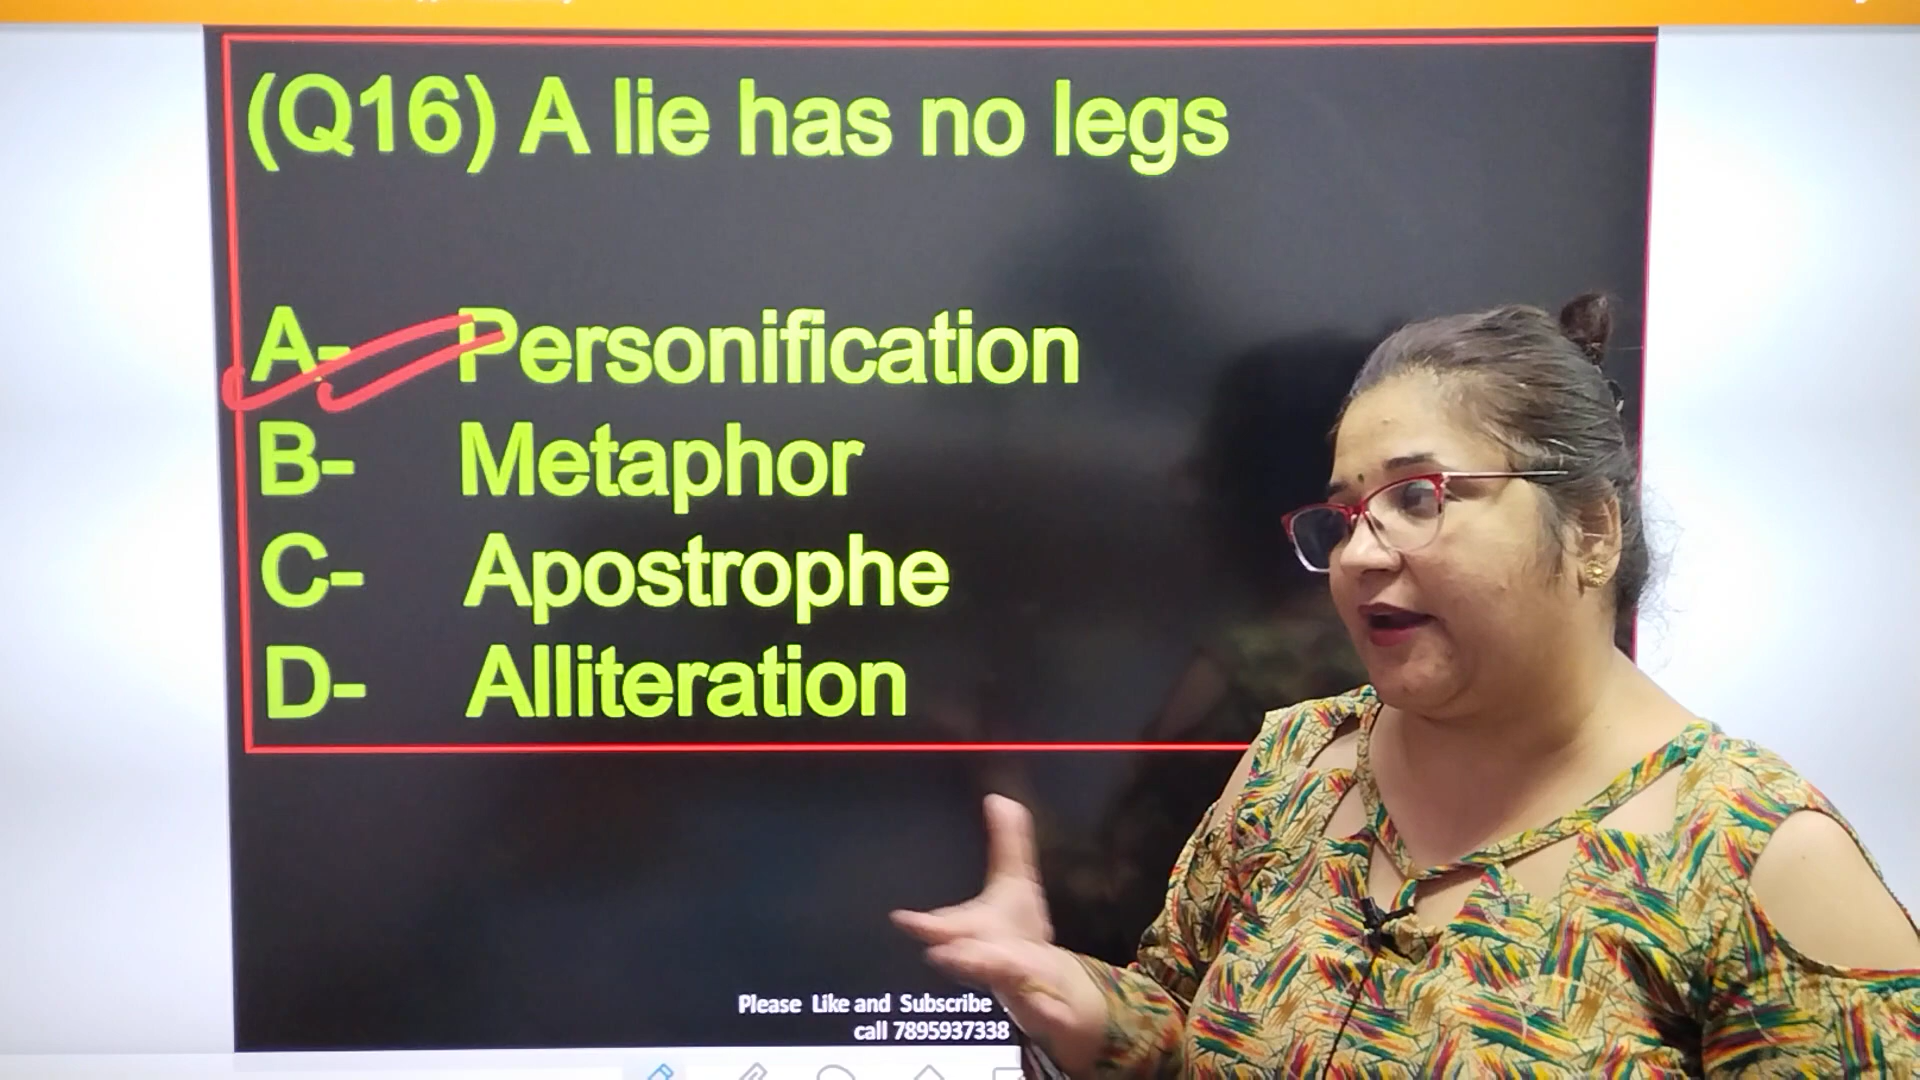 (Q16) A lie has no legs
A- Personification
B- Metaphor
C- Apostrophe
D- Alliteration
Please Like and Subscribe
call 7895937338